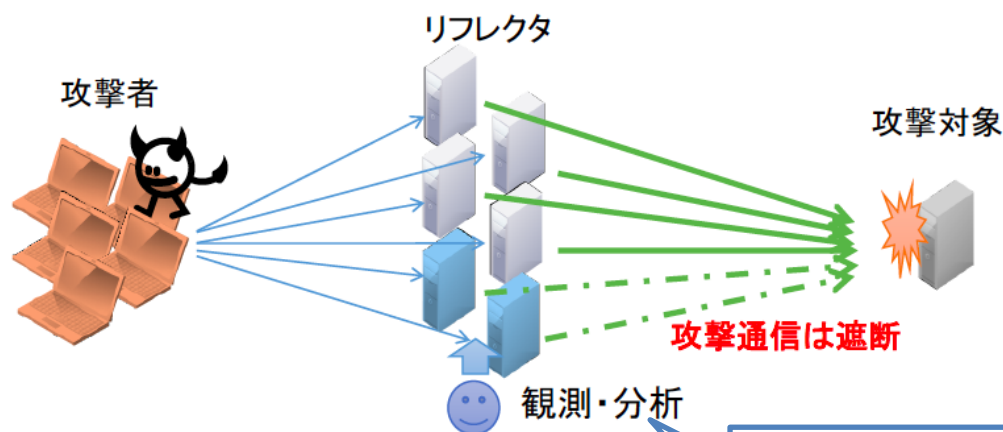 リフレクタ
攻撃者
攻撃対象
攻撃通信は遮断
観測・分析